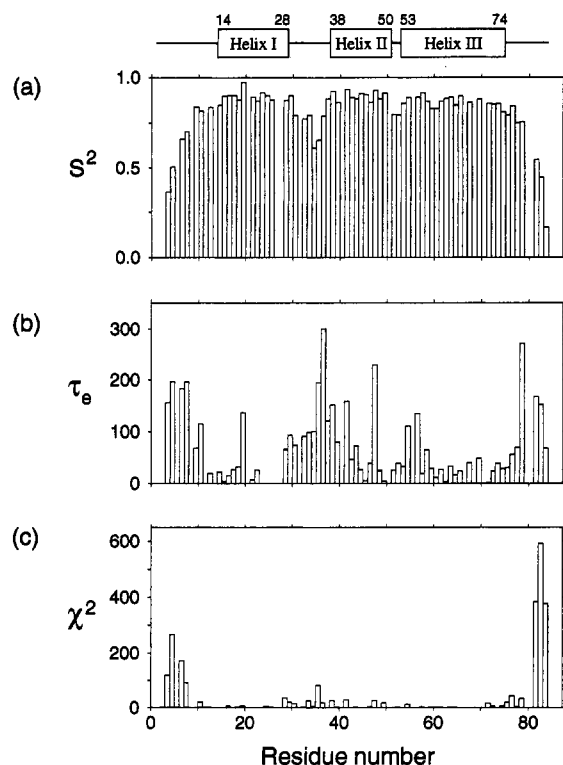 14 28 38 50 53 74
Helix I Helix II Helix III
(a)
1.0
S²
0.5
0.0
(b)
300
τe
200
100
0
(c)
600
χ²
400
200
0
0 20 40 60 80
Residue number